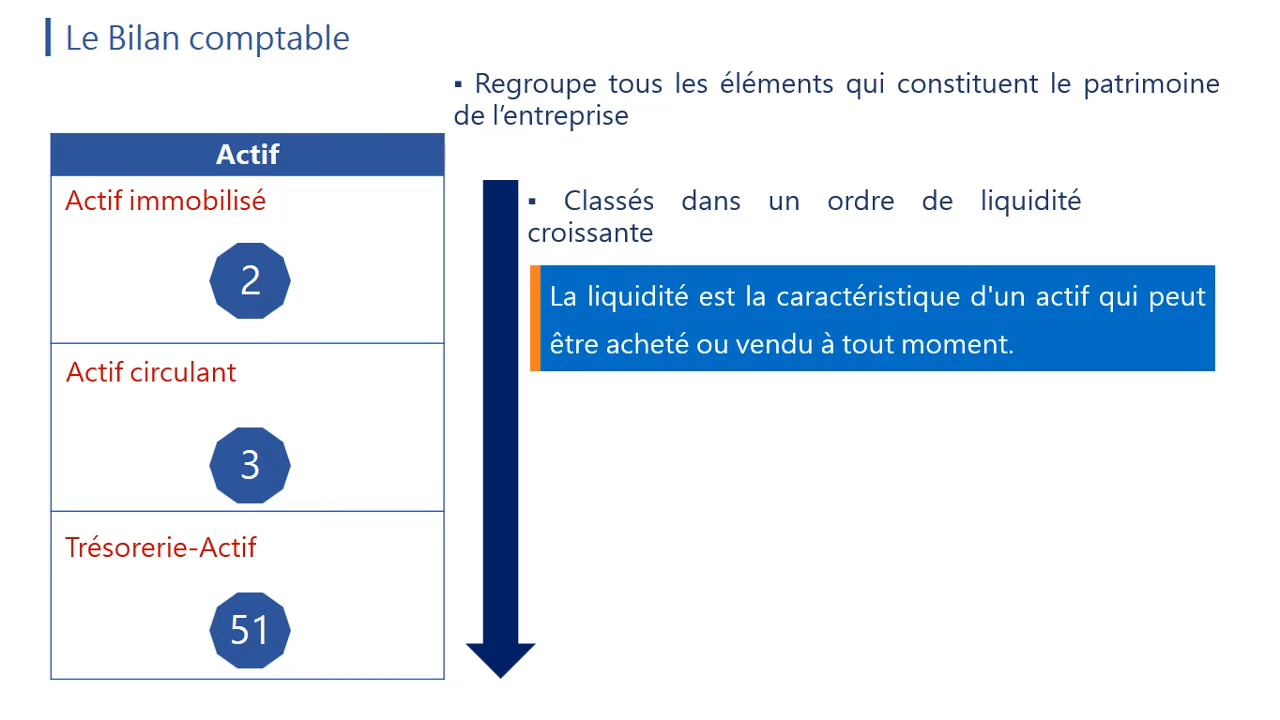 Le Bilan comptable
▪ Regroupe tous les éléments qui constituent le patrimoine
de l’entreprise
Actif
Actif immobilisé
2
Actif circulant
3
Trésorerie-Actif
51
▪ Classés dans un ordre de liquidité
croissante
La liquidité est la caractéristique d'un actif qui peut
être acheté ou vendu à tout moment.